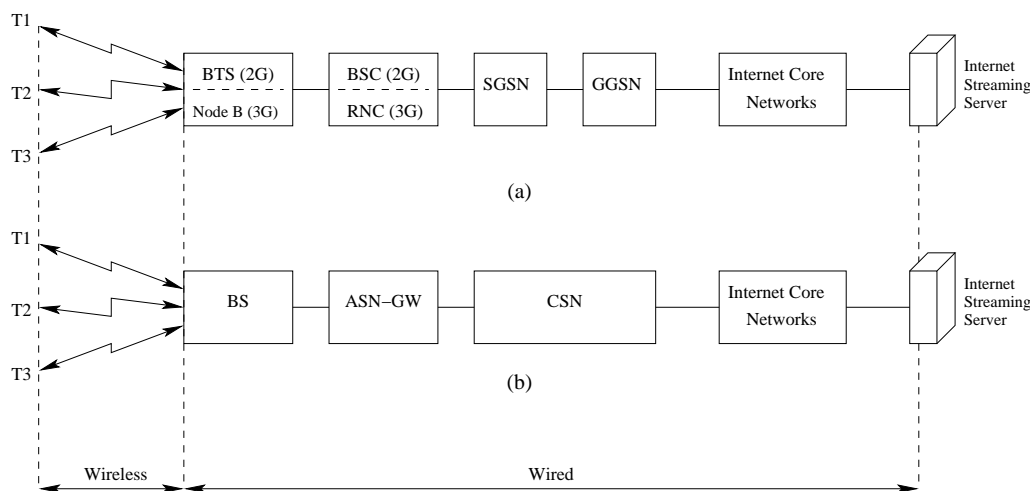 T1
T2
T3
BTS (2G)
Node B (3G)
BSC (2G)
RNC (3G)
SGSN
GGSN
Internet Core
Networks
Internet
Streaming
Server
(a)
T1
T2
T3
BS
ASN−GW
CSN
Internet Core
Networks
Internet
Streaming
Server
(b)
Wireless
Wired